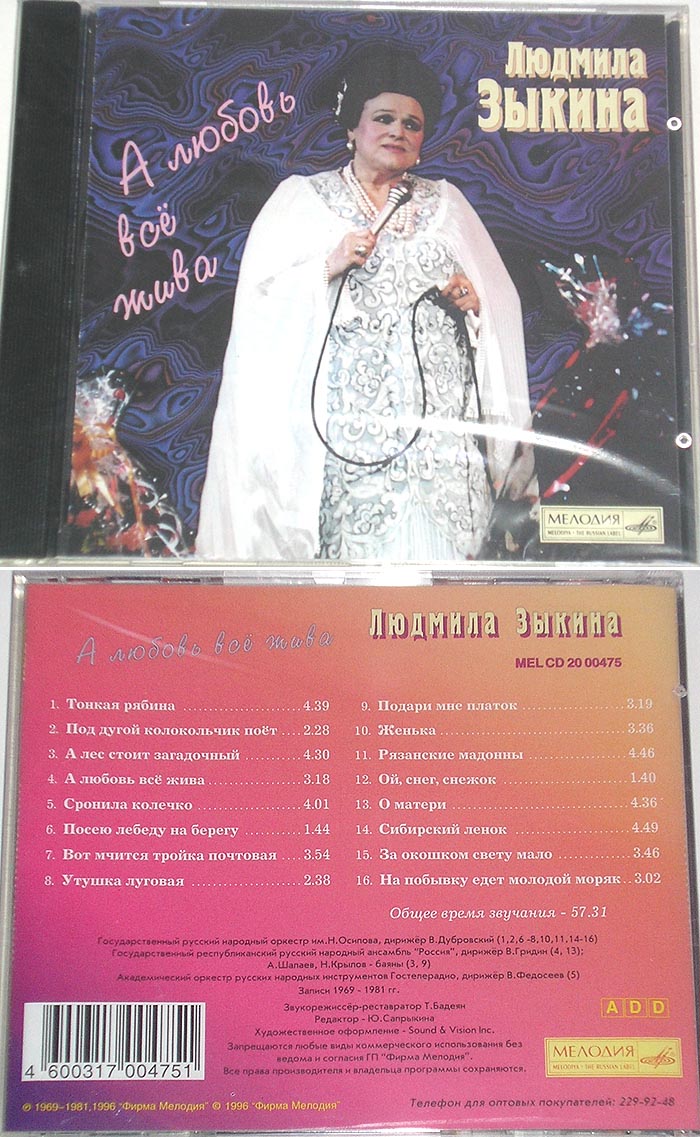 Людмила
Зыкина
А любовь
всё
жива
МЕЛОДИЯ
MELODIYA - THE RUSSIAN LABEL
А любовь всё жива
Людмила Зыкина
MEL CD 20 00475
1. Тонкая рябина 4.39
2. Под дугой колокольчик поёт 2.28
3. А лес стоит загадочный 4.30
4. А любовь всё жива 3.18
5. Сронила колечко 4.01
6. Посею лебеду на берегу 1.44
7. Вот мчится тройка почтовая 3.54
8. Утушка луговая 2.38
9. Подари мне платок 3.19
10. Женька 3.36
11. Рязанские мадонны 4.46
12. Ой, снег, снежок 1.40
13. О матери 4.36
14. Сибирский ленок 4.49
15. За окошком свету мало 3.46
16. На побывку едет молодой моряк 3.02
Общее время звучания - 57.31
Государственный русский народный оркестр им.Н.Осипова, дирижёр В.Дубровский (1,2,6 -8,10,11,14-16)
Государственный республиканский русский народный ансамбль "Россия", дирижёр В.Гридин (4, 13);
А.Шалаев, Н.Крылов - баяны (3, 9)
Академический оркестр русских народных инструментов Гостелерадио, дирижёр В.Федосеев (5)
Записи 1969 - 1981 гг.
Звукорежиссёр-реставратор Т.Бадеян
Редактор - Ю.Сапрыкина
Художественное оформление - Sound & Vision Inc.
Запрещаются любые виды коммерческого использования без
ведома и согласия ГП "Фирма Мелодия".
Все права производителя и владельца программы сохраняются.
A D D
4 600317 004751
МЕЛОДИЯ
MELODIYA - THE RUSSIAN LABEL
℗ 1969-1981,1996 "Фирма Мелодия" © 1996 "Фирма Мелодия"
Телефон для оптовых покупателей: 229-92-48